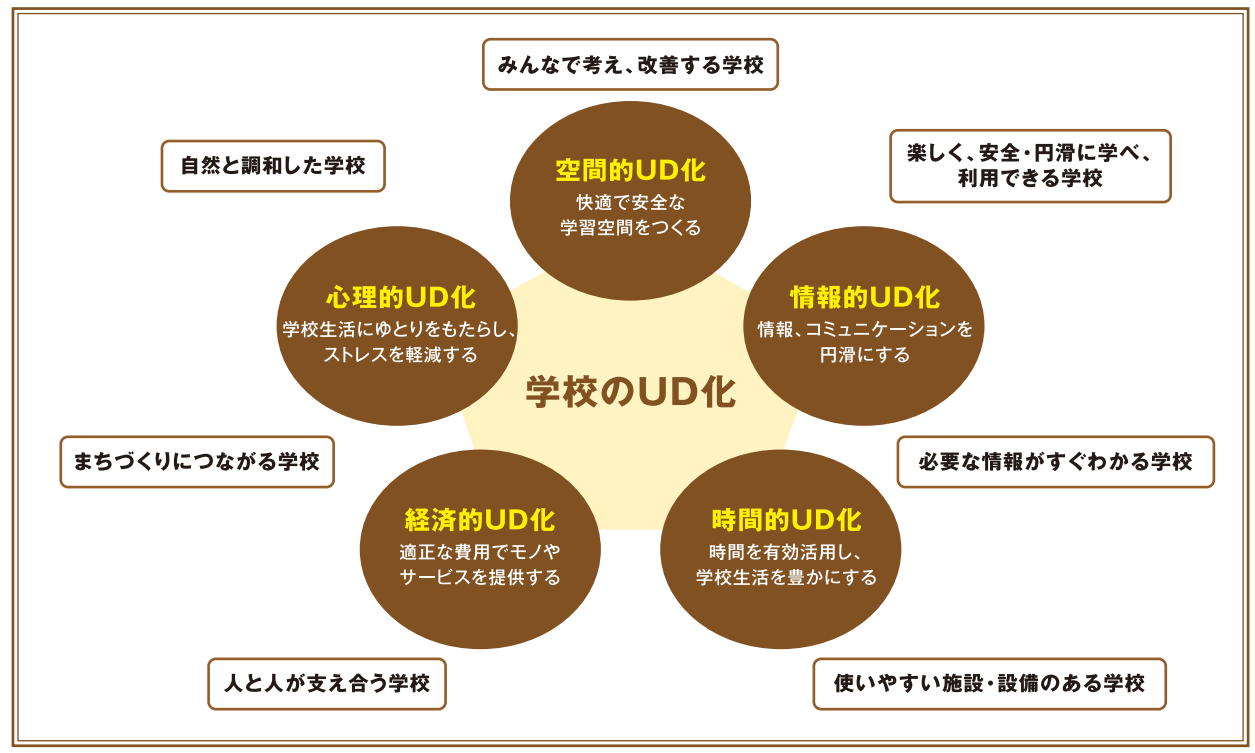 みんなで考え、改善する学校
自然と調和した学校
楽しく、安全・円滑に学べ、
利用できる学校
空間的UD化
快適で安全な
学習空間をつくる
心理的UD化
学校生活にゆとりをもたらし、
ストレスを軽減する
情報的UD化
情報、コミュニケーションを
円滑にする
学校のUD化
まちづくりにつながる学校
必要な情報がすぐわかる学校
経済的UD化
適正な費用でモノや
サービスを提供する
時間的UD化
時間を有効活用し、
学校生活を豊かにする
人と人が支え合う学校
使いやすい施設・設備のある学校